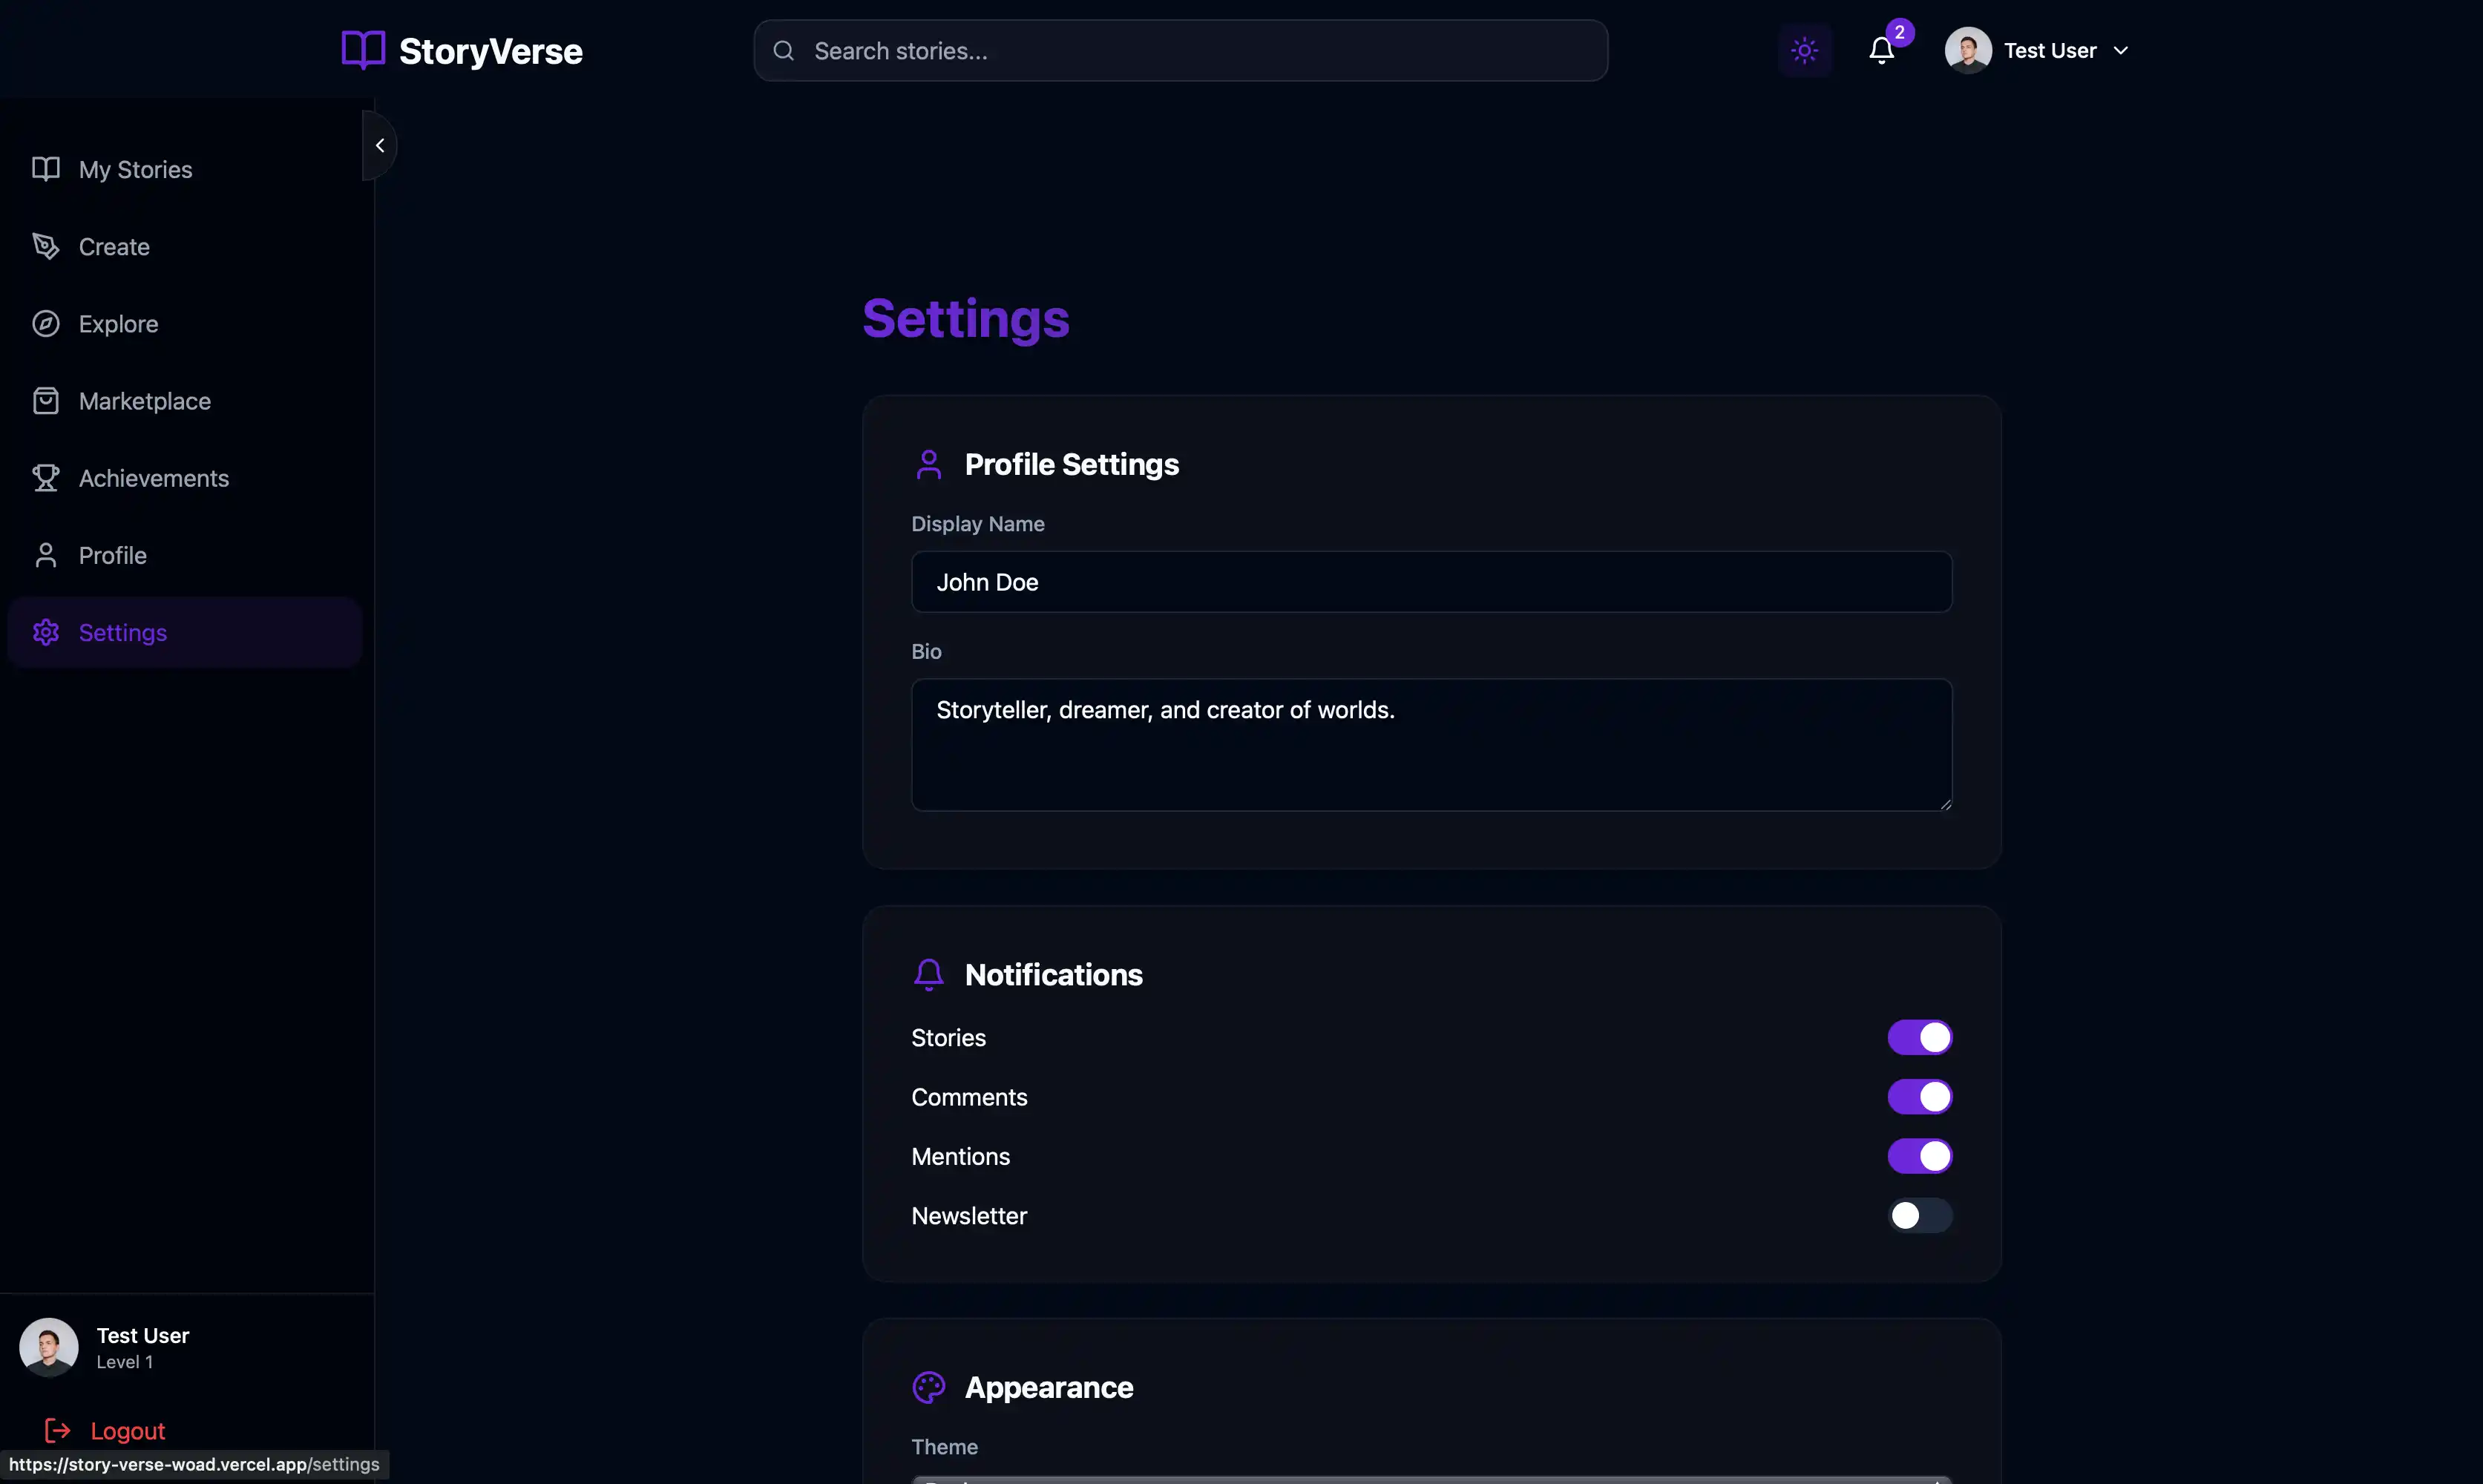 StoryVerse
Search stories...
2
Test User
My Stories
Create
Explore
Marketplace
Achievements
Profile
Settings
Test User
Level 1
Logout
https://story-verse-woad.vercel.app/settings
Settings
Profile Settings
Display Name
John Doe
Bio
Storyteller, dreamer, and creator of worlds.
Notifications
Stories
Comments
Mentions
Newsletter
Appearance
Theme